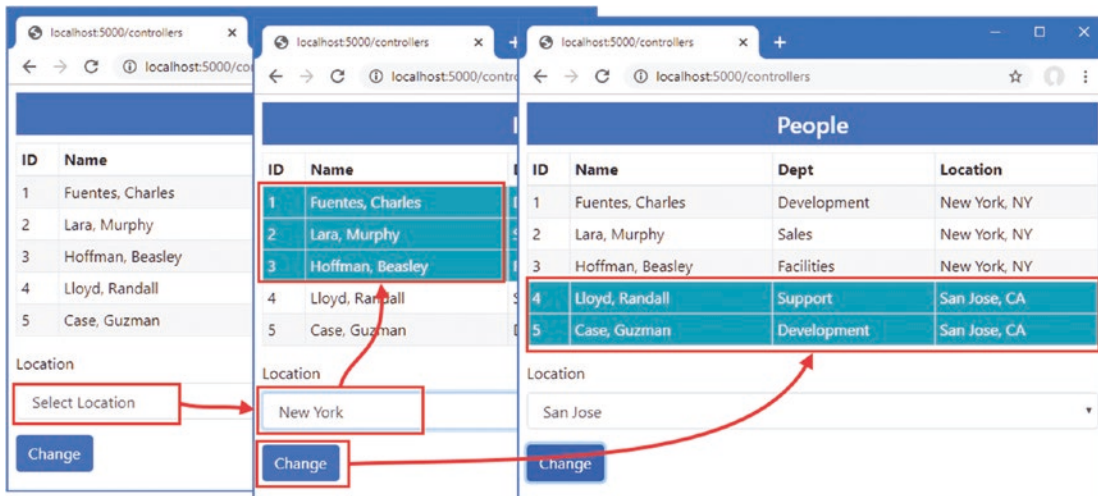 localhost:5000/controllers
localhost:5000/co
ID Name
1 Fuentes, Charles
2 Lara, Murphy
3 Hoffman, Beasley
4 Lloyd, Randall
5 Case, Guzman
Location
Select Location
Change
localhost:5000/controllers
localhost:5000/contro
ID Name
1 Fuentes, Charles
2 Lara, Murphy
3 Hoffman, Beasley
4 Lloyd, Randall
5 Case, Guzman
Location
New York
Change
localhost:5000/controllers
localhost:5000/controllers
People
ID Name Dept Location
1 Fuentes, Charles Development New York, NY
2 Lara, Murphy Sales New York, NY
3 Hoffman, Beasley Facilities New York, NY
4 Lloyd, Randall Support San Jose, CA
5 Case, Guzman Development San Jose, CA
Location
San Jose
Change